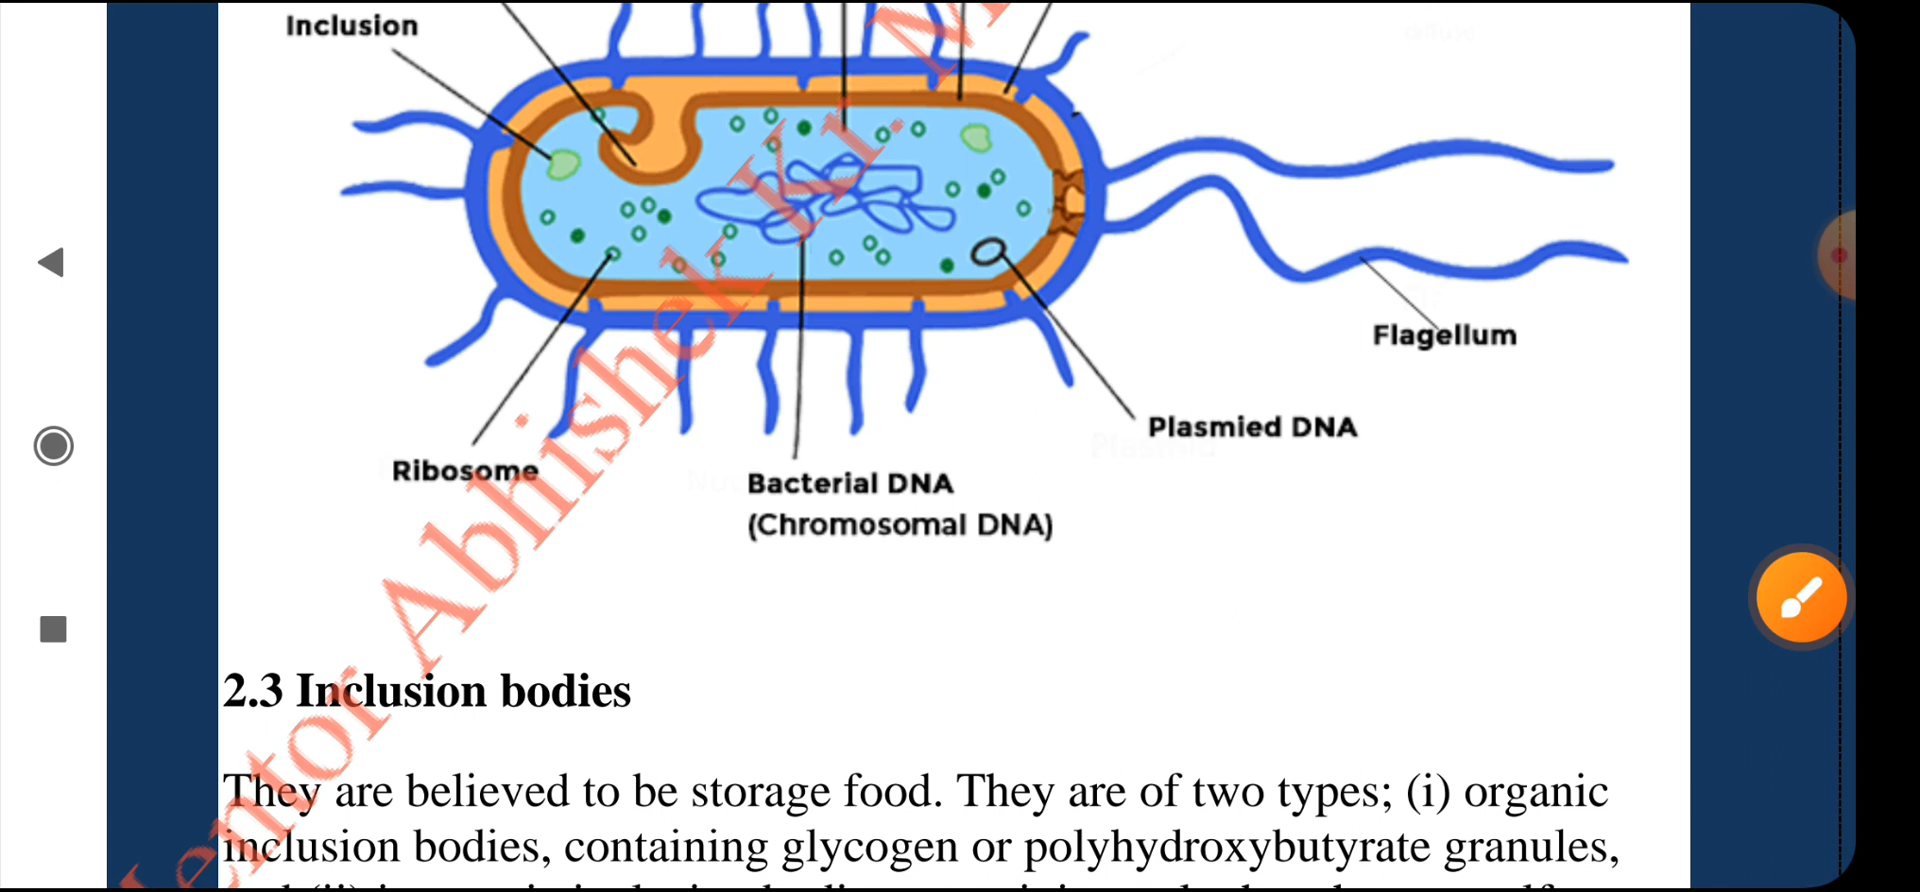 Inclusion
Flagellum
Plasmied DNA
Ribosome
Bacterial DNA
(Chromosomal DNA)
Mentor Abhishek Kr. M
2.3 Inclusion bodies
They are believed to be storage food. They are of two types; (i) organic
inclusion bodies, containing glycogen or polyhydroxybutyrate granules,